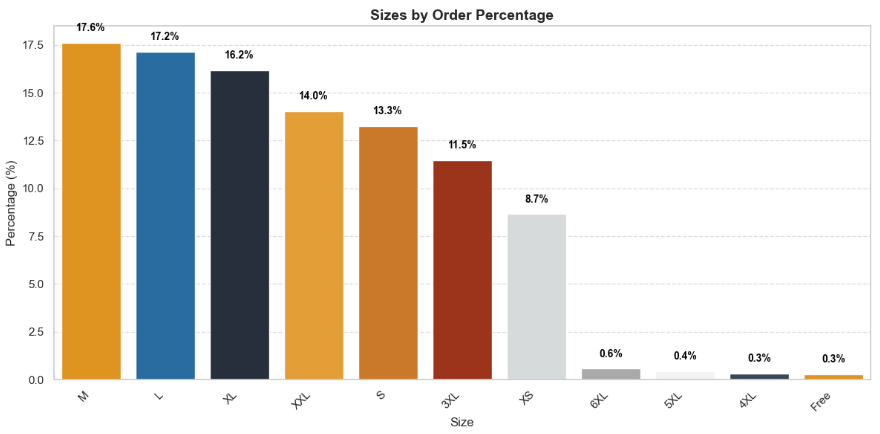 Sizes by Order Percentage
Percentage (%)
17.5
15.0
12.5
10.0
7.5
5.0
2.5
0.0
17.6%
17.2%
16.2%
14.0%
13.3%
11.5%
8.7%
0.6%
0.4%
0.3%
0.3%
M
L
XL
XXL
S
3XL
XS
6XL
5XL
4XL
Free
Size